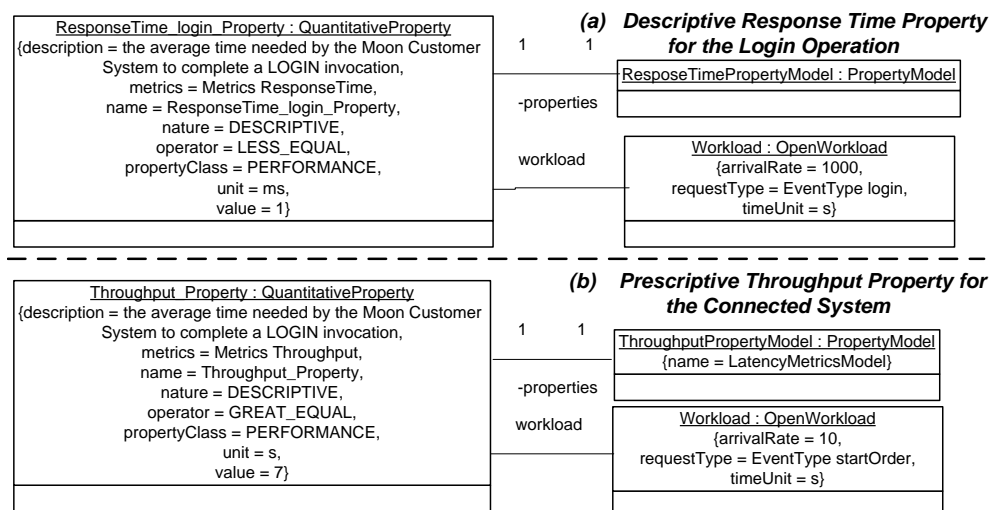 ResponseTime_login_Property : QuantitativeProperty
{description = the average time needed by the Moon Customer
System to complete a LOGIN invocation,
metrics = Metrics ResponseTime,
name = ResponseTime_login_Property,
nature = DESCRIPTIVE,
operator = LESS_EQUAL,
propertyClass = PERFORMANCE,
unit = ms,
value = 1}
1 1
-properties
workload
(a) Descriptive Response Time Property
for the Login Operation
ResposeTimePropertyModel : PropertyModel
Workload : OpenWorkload
{arrivalRate = 1000,
requestType = EventType login,
timeUnit = s}
Throughput_Property : QuantitativeProperty
{description = the average time needed by the Moon Customer
System to complete a LOGIN invocation,
metrics = Metrics Throughput,
name = Throughput_Property,
nature = DESCRIPTIVE,
operator = GREAT_EQUAL,
propertyClass = PERFORMANCE,
unit = s,
value = 7}
1 1
-properties
workload
(b) Prescriptive Throughput Property for
the Connected System
ThroughputPropertyModel : PropertyModel
{name = LatencyMetricsModel}
Workload : OpenWorkload
{arrivalRate = 10,
requestType = EventType startOrder,
timeUnit = s}